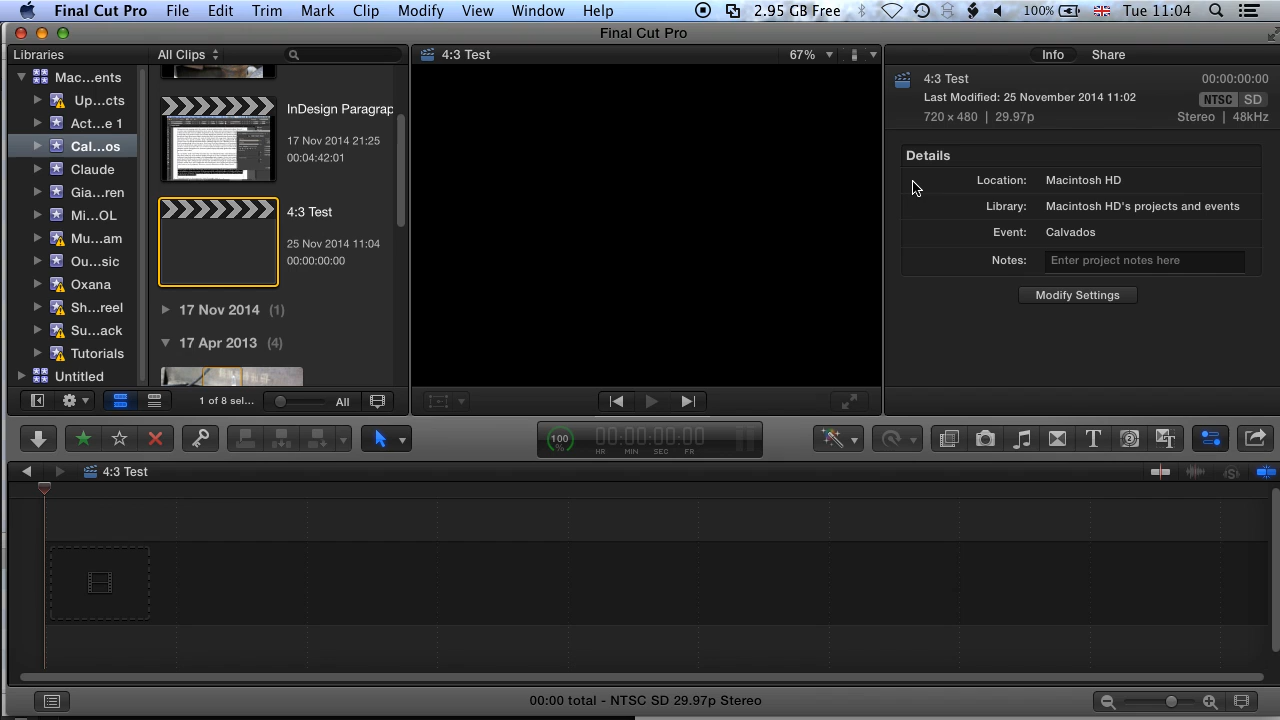 Final Cut Pro File Edit Trim Mark Clip Modify View Window Help 2.95 GB Free 100% Tue 11:04
Final Cut Pro
Libraries All Clips 4:3 Test 67% Info Share
Mac...ents
Up...cts
Act...e 1
Cal...os
Claude
Gia...ren
Mi...OL
Mu...am
Ou...sic
Oxana
Sh...reel
Su...ack
Tutorials
Untitled
InDesign Paragrap
17 Nov 2014 21:25
00:04:42:01
4:3 Test
25 Nov 2014 11:04
00:00:00:00
17 Nov 2014 (1)
17 Apr 2013 (4)
1 of 8 sel... All
4:3 Test 00:00:00:00
Last Modified: 25 November 2014 11:02 NTSC SD
720 x 480 | 29.97p Stereo | 48kHz
Details
Location: Macintosh HD
Library: Macintosh HD's projects and events
Event: Calvados
Notes: Enter project notes here
Modify Settings
100 % 00:00:00:00
HR MIN SEC FR
4:3 Test
00:00 total - NTSC SD 29.97p Stereo